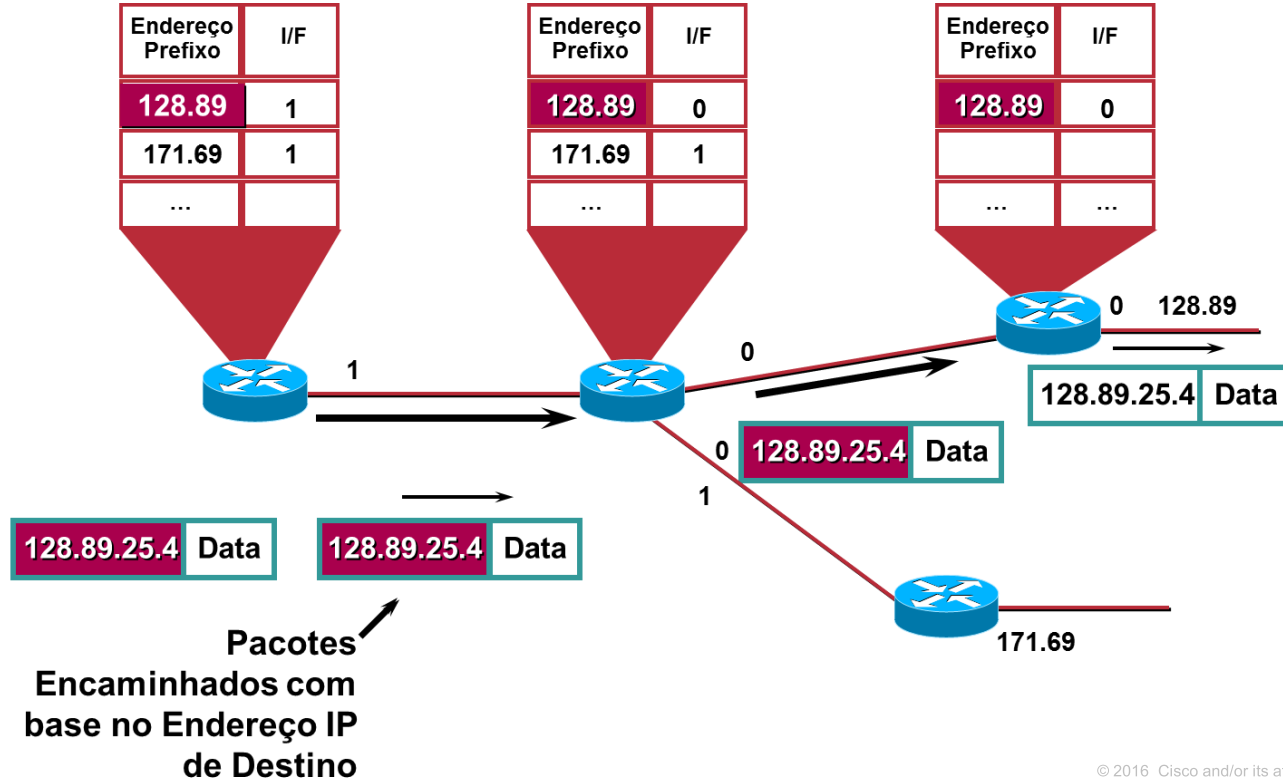 Endereço Prefixo I/F
128.89 1
171.69 1
...
Endereço Prefixo I/F
128.89 0
171.69 1
...
Endereço Prefixo I/F
128.89 0
... ...
1
0
0 128.89
128.89.25.4 Data
0
128.89.25.4 Data
1
128.89.25.4 Data
128.89.25.4 Data
171.69
Pacotes
Encaminhados com
base no Endereço IP
de Destino
© 2016 Cisco and/or its a